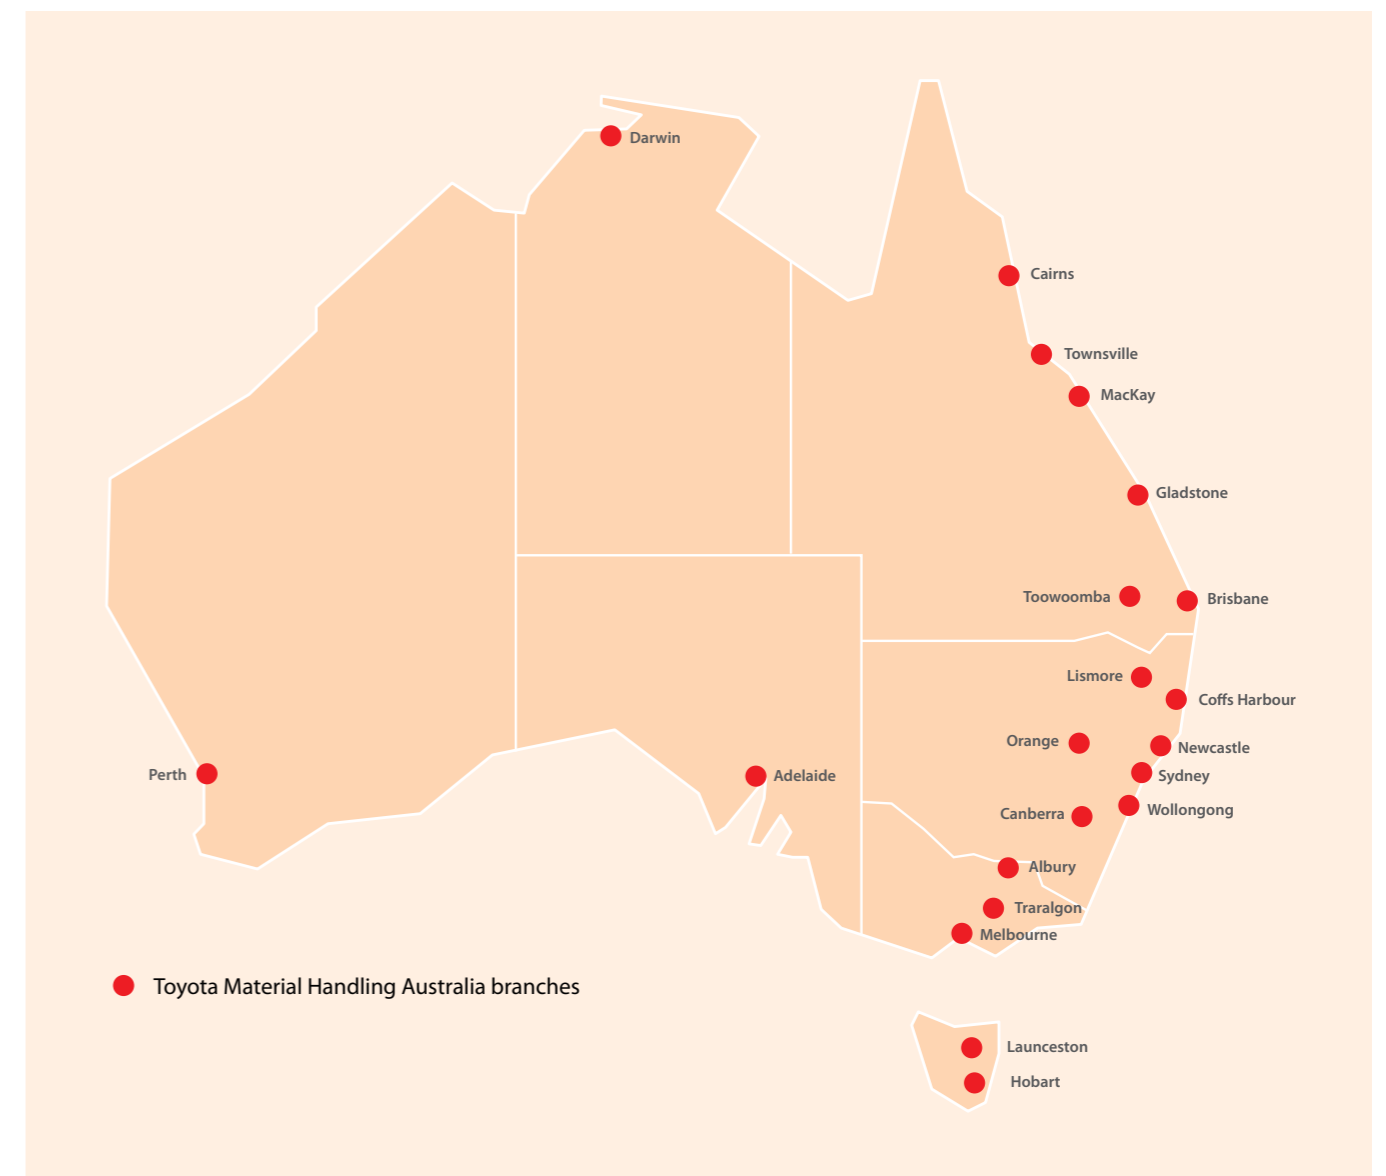 Darwin
Cairns
Townsville
MacKay
Gladstone
Toowoomba
Brisbane
Lismore
Coffs Harbour
Orange
Newcastle
Perth
Adelaide
Sydney
Canberra
Wollongong
Albury
Traralgon
Melbourne
Toyota Material Handling Australia branches
Launceston
Hobart